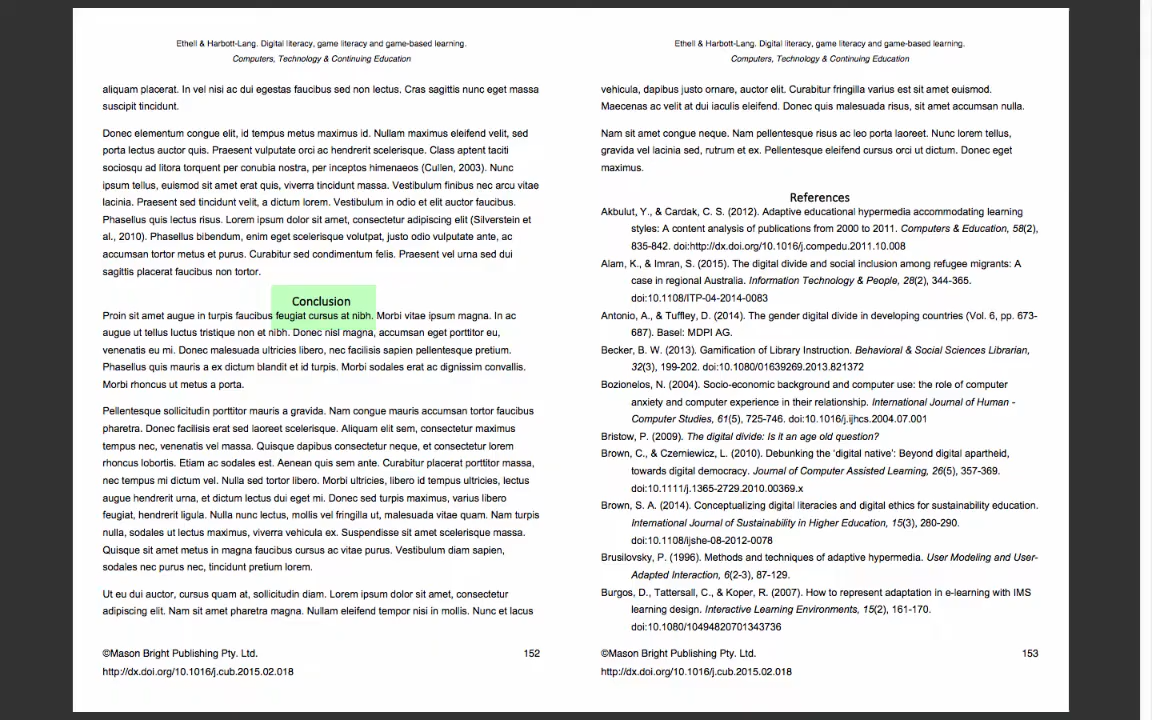 Ethell & Harbott-Lang. Digital literacy, game literacy and game-based learning.
Computers, Technology & Continuing Education
aliquam placerat. In vel nisi ac dui egestas faucibus sed non lectus. Cras sagittis nunc eget massa
suscipit tincidunt.
Donec elementum congue elit, id tempus metus maximus id. Nullam maximus eleifend velit, sed
porta lectus auctor quis. Praesent vulputate orci ac hendrerit scelerisque. Class aptent taciti
sociosqu ad litora torquent per conubia nostra, per inceptos himenaeos (Cullen, 2003). Nunc
ipsum tellus, euismod sit amet erat quis, viverra tincidunt massa. Vestibulum finibus nec arcu vitae
lacinia. Praesent sed tincidunt velit, a dictum lorem. Vestibulum in odio et elit auctor faucibus.
Phasellus quis lectus risus. Lorem ipsum dolor sit amet, consectetur adipiscing elit (Silverstein et
al., 2010). Phasellus bibendum, enim eget scelerisque volutpat, justo odio vulputate ante, ac
accumsan tortor metus et purus. Curabitur sed condimentum felis. Praesent vel urna sed dui
sagittis placerat faucibus non tortor.
Conclusion
Proin sit amet augue in turpis faucibus feugiat cursus at nibh. Morbi vitae ipsum magna. In ac
augue ut tellus luctus tristique non et nibh. Donec nisl magna, accumsan eget porttitor eu,
venenatis eu mi. Donec malesuada ultricies libero, nec facilisis sapien pellentesque pretium.
Phasellus quis mauris a ex dictum blandit et id turpis. Morbi sodales erat ac dignissim convallis.
Morbi rhoncus ut metus a porta.
Pellentesque sollicitudin porttitor mauris a gravida. Nam congue mauris accumsan tortor faucibus
pharetra. Donec facilisis erat sed laoreet scelerisque. Aliquam elit sem, consectetur maximus
tempus nec, venenatis vel massa. Quisque dapibus consectetur neque, et consectetur lorem
rhoncus lobortis. Etiam ac sodales est. Aenean quis sem ante. Curabitur placerat porttitor massa,
nec tempus mi dictum vel. Nulla sed tortor libero. Morbi ultricies, libero id tempus ultricies, lectus
augue hendrerit urna, et dictum lectus dui eget mi. Donec sed turpis maximus, varius libero
feugiat, hendrerit ligula. Nulla nunc lectus, mollis vel fringilla ut, malesuada vitae quam. Nam turpis
nulla, sodales ut lectus maximus, viverra vehicula ex. Suspendisse sit amet scelerisque massa.
Quisque sit amet metus in magna faucibus cursus ac vitae purus. Vestibulum diam sapien,
sodales nec purus nec, tincidunt pretium lorem.
Ut eu dui auctor, cursus quam at, sollicitudin diam. Lorem ipsum dolor sit amet, consectetur
adipiscing elit. Nam sit amet pharetra magna. Nullam eleifend tempor nisi in mollis. Nunc et lacus
©Mason Bright Publishing Pty. Ltd. 152
http://dx.doi.org/10.1016/j.cub.2015.02.018
Ethell & Harbott-Lang. Digital literacy, game literacy and game-based learning.
Computers, Technology & Continuing Education
vehicula, dapibus justo ornare, auctor elit. Curabitur fringilla varius est sit amet euismod.
Maecenas ac velit at dui iaculis eleifend. Donec quis malesuada risus, sit amet accumsan nulla.
Nam sit amet congue neque. Nam pellentesque risus ac leo porta laoreet. Nunc lorem tellus,
gravida vel lacinia sed, rutrum et ex. Pellentesque eleifend cursus orci ut dictum. Donec eget
maximus.
References
Akbulut, Y., & Cardak, C. S. (2012). Adaptive educational hypermedia accommodating learning
styles: A content analysis of publications from 2000 to 2011. Computers & Education, 58(2),
835-842. doi:http://dx.doi.org/10.1016/j.compedu.2011.10.008
Alam, K., & Imran, S. (2015). The digital divide and social inclusion among refugee migrants: A
case in regional Australia. Information Technology & People, 28(2), 344-365.
doi:10.1108/ITP-04-2014-0083
Antonio, A., & Tuffley, D. (2014). The gender digital divide in developing countries (Vol. 6, pp. 673-
687). Basel: MDPI AG.
Becker, B. W. (2013). Gamification of Library Instruction. Behavioral & Social Sciences Librarian,
32(3), 199-202. doi:10.1080/01639269.2013.821372
Bozionelos, N. (2004). Socio-economic background and computer use: the role of computer
anxiety and computer experience in their relationship. International Journal of Human -
Computer Studies, 61(5), 725-746. doi:10.1016/j.ijhcs.2004.07.001
Bristow, P. (2009). The digital divide: Is it an age old question?
Brown, C., & Czerniewicz, L. (2010). Debunking the 'digital native': Beyond digital apartheid,
towards digital democracy. Journal of Computer Assisted Learning, 26(5), 357-369.
doi:10.1111/j.1365-2729.2010.00369.x
Brown, S. A. (2014). Conceptualizing digital literacies and digital ethics for sustainability education.
International Journal of Sustainability in Higher Education, 15(3), 280-290.
doi:10.1108/ijshe-08-2012-0078
Brusilovsky, P. (1996). Methods and techniques of adaptive hypermedia. User Modeling and User-
Adapted Interaction, 6(2-3), 87-129.
Burgos, D., Tattersall, C., & Koper, R. (2007). How to represent adaptation in e-learning with IMS
learning design. Interactive Learning Environments, 15(2), 161-170.
doi:10.1080/10494820701343736
©Mason Bright Publishing Pty. Ltd. 153
http://dx.doi.org/10.1016/j.cub.2015.02.018